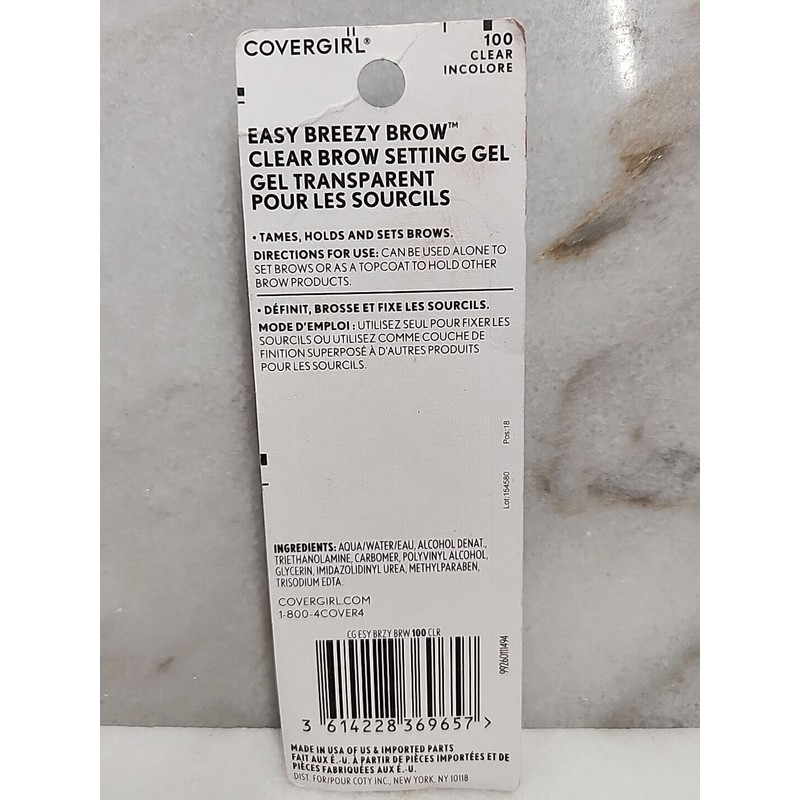 COVERGIRL®
100
CLEAR
INCOLORE
EASY BREEZY BROW™
CLEAR BROW SETTING GEL
GEL TRANSPARENT
POUR LES SOURCILS
• TAMES, HOLDS AND SETS BROWS.
DIRECTIONS FOR USE: CAN BE USED ALONE TO
SET BROWS OR AS A TOPCOAT TO HOLD OTHER
BROW PRODUCTS.
• DÉFINIT, BROSSE ET FIXE LES SOURCILS.
MODE D'EMPLOI : UTILISEZ SEUL POUR FIXER LES
SOURCILS OU UTILISEZ COMME COUCHE DE
FINITION SUPERPOSÉ À D'AUTRES PRODUITS
POUR LES SOURCILS.
Lot:154580 Pos:18
INGREDIENTS: AQUA/WATER/EAU, ALCOHOL DENAT.,
TRIETHANOLAMINE, CARBOMER, POLYVINYL ALCOHOL,
GLYCERIN, IMIDAZOLIDINYL UREA, METHYLPARABEN,
TRISODIUM EDTA.
COVERGIRL.COM
1-800-4COVER4
CG ESY BRZY BRW 100 CLR
99260111494
3 614228 369657 >
MADE IN USA OF US & IMPORTED PARTS
FAIT AUX É.-U. À PARTIR DE PIÈCES IMPORTÉES ET DE
PIÈCES FABRIQUÉES AUX É.-U.
DIST. FOR/POUR COTY INC., NEW YORK, NY 10118